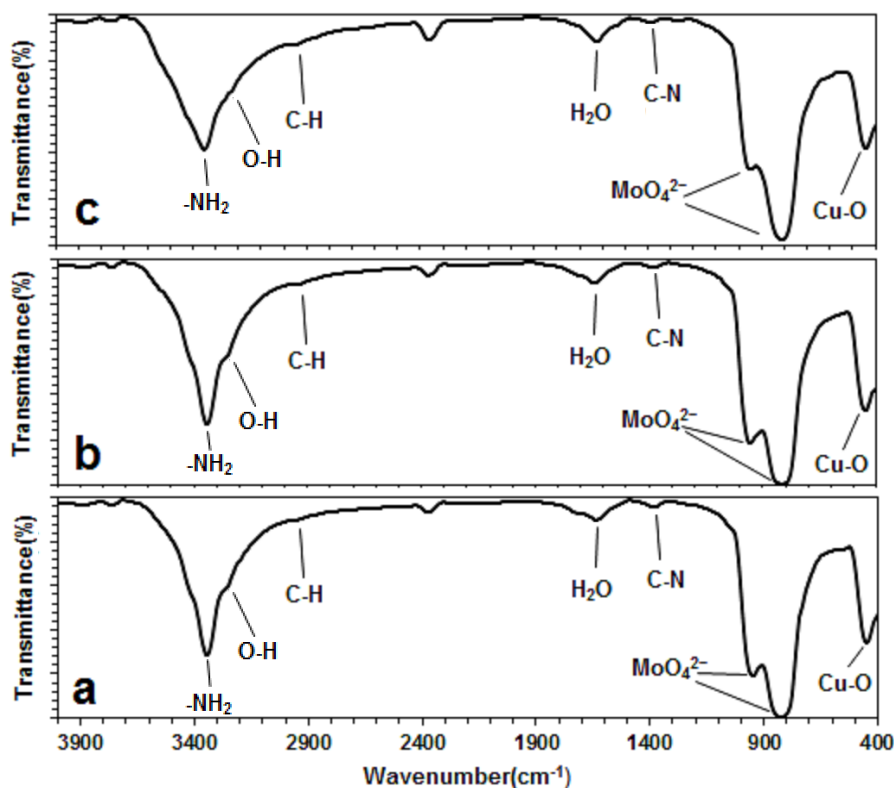 Transmittance(%)
c
-NH₂
O-H
C-H
H₂O
C-N
MoO₄²⁻
Cu-O
Transmittance(%)
b
-NH₂
O-H
C-H
H₂O
C-N
MoO₄²⁻
Cu-O
Transmittance(%)
a
-NH₂
O-H
C-H
H₂O
C-N
MoO₄²⁻
Cu-O
3900 3400 2900 2400 1900 1400 900 400
Wavenumber(cm⁻¹)